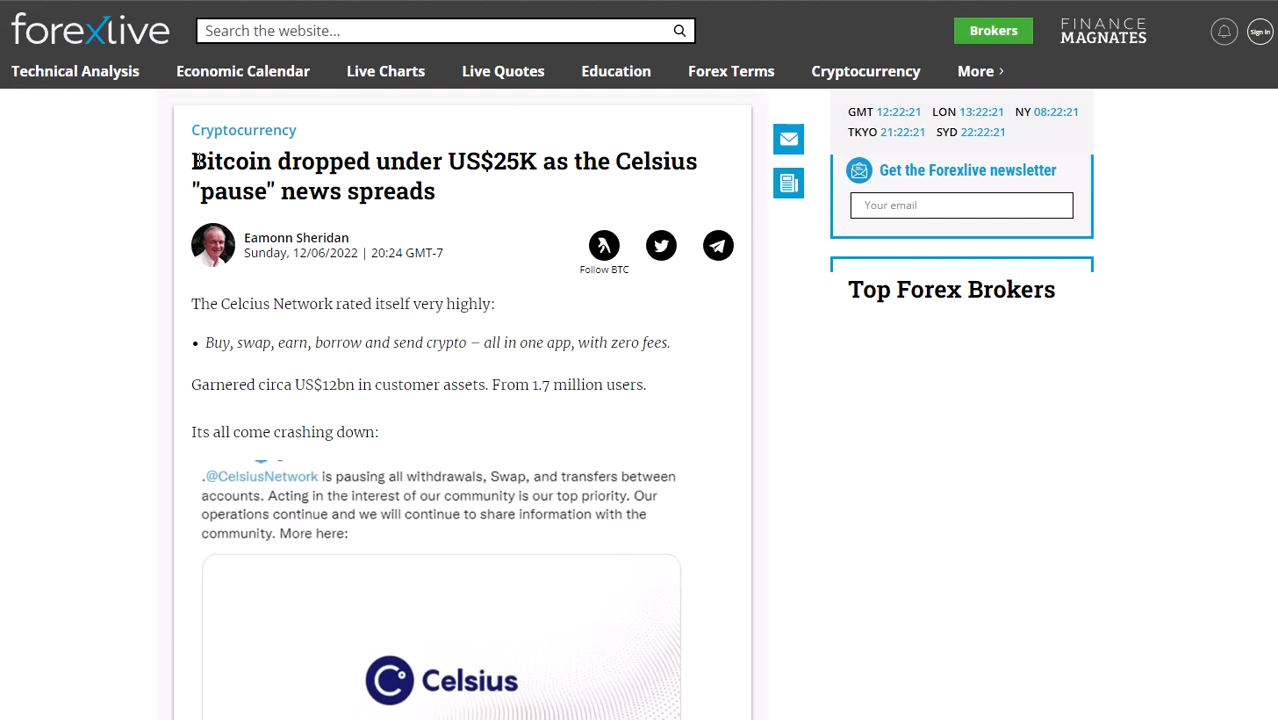 forexlive
Search the website...
Brokers
FINANCE
MAGNATES
Sign in
Technical Analysis Economic Calendar Live Charts Live Quotes Education Forex Terms Cryptocurrency More ›
GMT 12:22:21 LON 13:22:21 NY 08:22:21
TKYO 21:22:21 SYD 22:22:21
Cryptocurrency
Bitcoin dropped under US$25K as the Celsius
"pause" news spreads
Eamonn Sheridan
Sunday, 12/06/2022 | 20:24 GMT-7
Follow BTC
The Celcius Network rated itself very highly:
• Buy, swap, earn, borrow and send crypto – all in one app, with zero fees.
Garnered circa US$12bn in customer assets. From 1.7 million users.
Its all come crashing down:
.@CelsiusNetwork is pausing all withdrawals, Swap, and transfers between
accounts. Acting in the interest of our community is our top priority. Our
operations continue and we will continue to share information with the
community. More here:
Celsius
Get the Forexlive newsletter
Your email
Top Forex Brokers